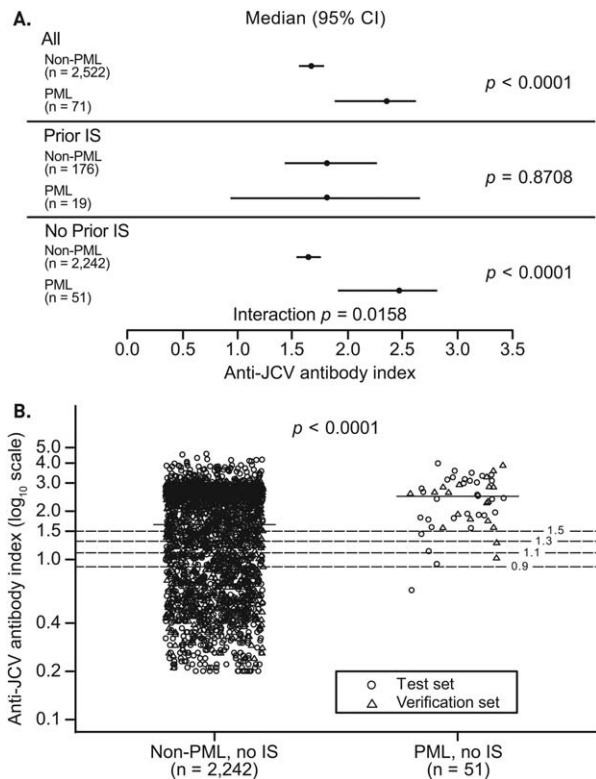 A.
Median (95% CI)
All
Non-PML
(n = 2,522)
p < 0.0001
PML
(n = 71)
Prior IS
Non-PML
(n = 176)
p = 0.8708
PML
(n = 19)
No Prior IS
Non-PML
(n = 2,242)
p < 0.0001
PML
(n = 51)
Interaction p = 0.0158
0.0 0.5 1.0 1.5 2.0 2.5 3.0 3.5
Anti-JCV antibody index
B.
p < 0.0001
Anti-JCV antibody index (log10 scale)
5.0
4.0
3.0
2.0
1.5
1.0
0.4
0.2
0.1
1.5
1.3
1.1
0.9
Test set
Verification set
Non-PML, no IS
(n = 2,242)
PML, no IS
(n = 51)